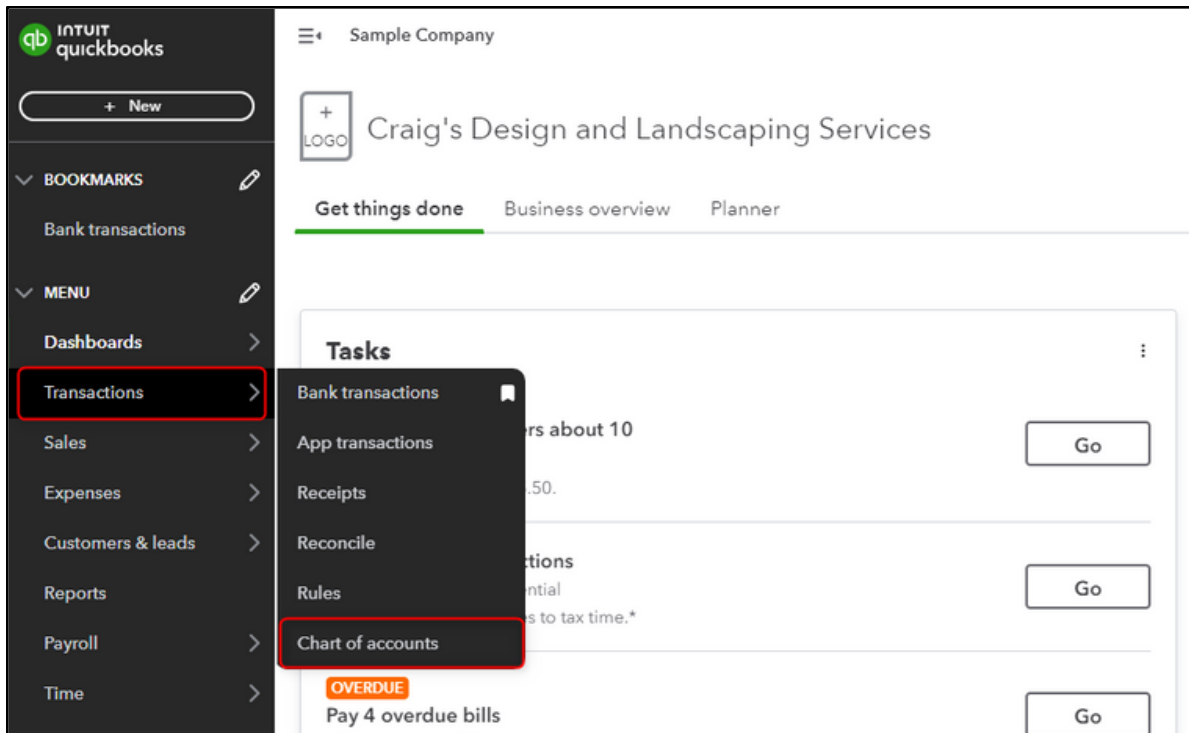 qb INTUIT quickbooks
+ New
BOOKMARKS
Bank transactions
MENU
Dashboards
Transactions
Sales
Expenses
Customers & leads
Reports
Payroll
Time
Sample Company
+ LOGO
Craig's Design and Landscaping Services
Get things done Business overview Planner
Tasks
Bank transactions
App transactions
Receipts
Reconcile
Rules
Chart of accounts
rs about 10
.50.
Go
ctions
ntial
s to tax time.*
Go
OVERDUE
Pay 4 overdue bills
Go